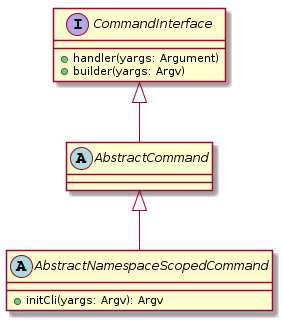 I CommandInterface
handler(yargs: Argument)
builder(yargs: Argv)
A AbstractCommand
A AbstractNamespaceScopedCommand
initCli(yargs: Argv): Argv